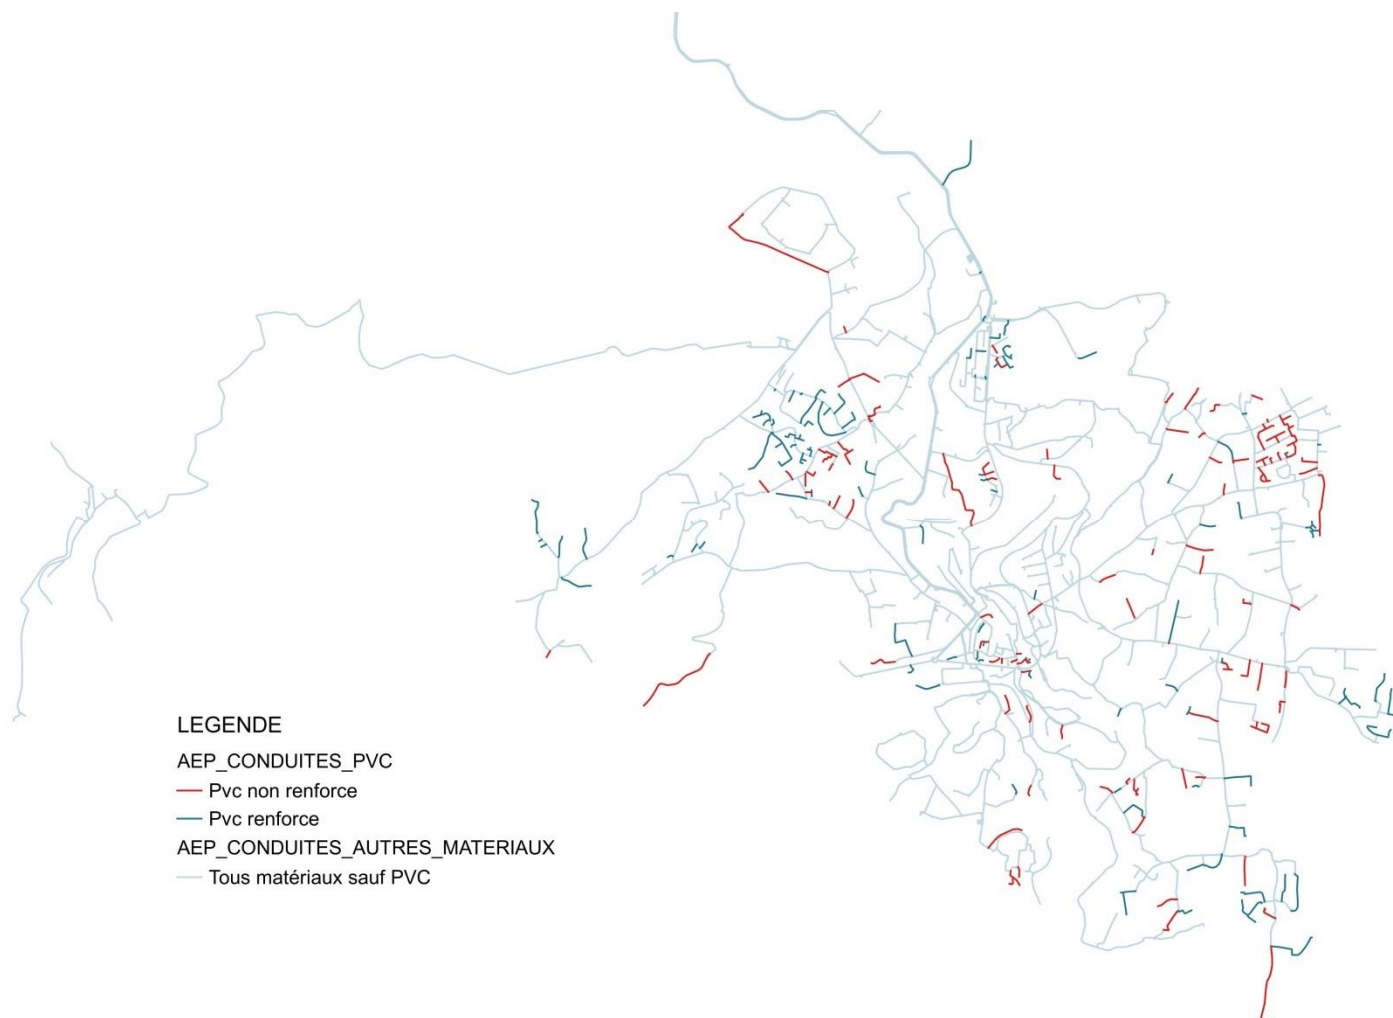 LEGENDE
AEP_CONDUITES_PVC
Pvc non renforce
Pvc renforce
AEP_CONDUITES_AUTRES_MATERIAUX
Tous matériaux sauf PVC